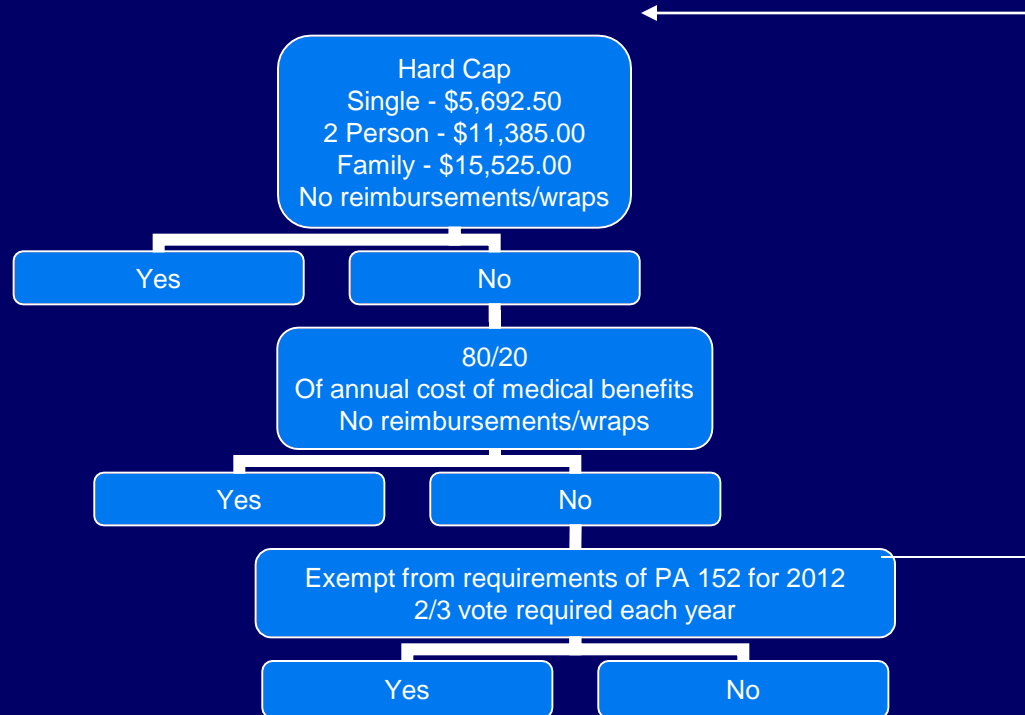 Hard Cap
Single - $5,692.50
2 Person - $11,385.00
Family - $15,525.00
No reimbursements/wraps
Yes
No
80/20
Of annual cost of medical benefits
No reimbursements/wraps
Yes
No
Exempt from requirements of PA 152 for 2012
2/3 vote required each year
Yes
No